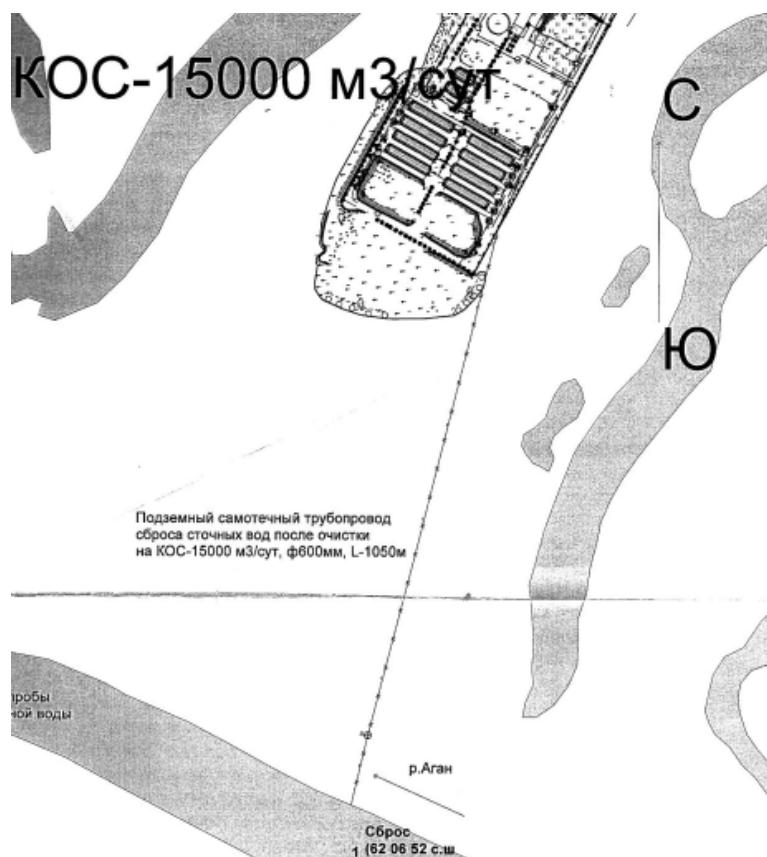 КОС-15000 м3/сут
С
Ю
Подземный самотечный трубопровод
сброса сточных вод после очистки
на КОС-15000 м3/сут, ф600мм, L-1050м
пробы
ной воды
р.Аган
Сброс
1 (62 06 52 с.ш